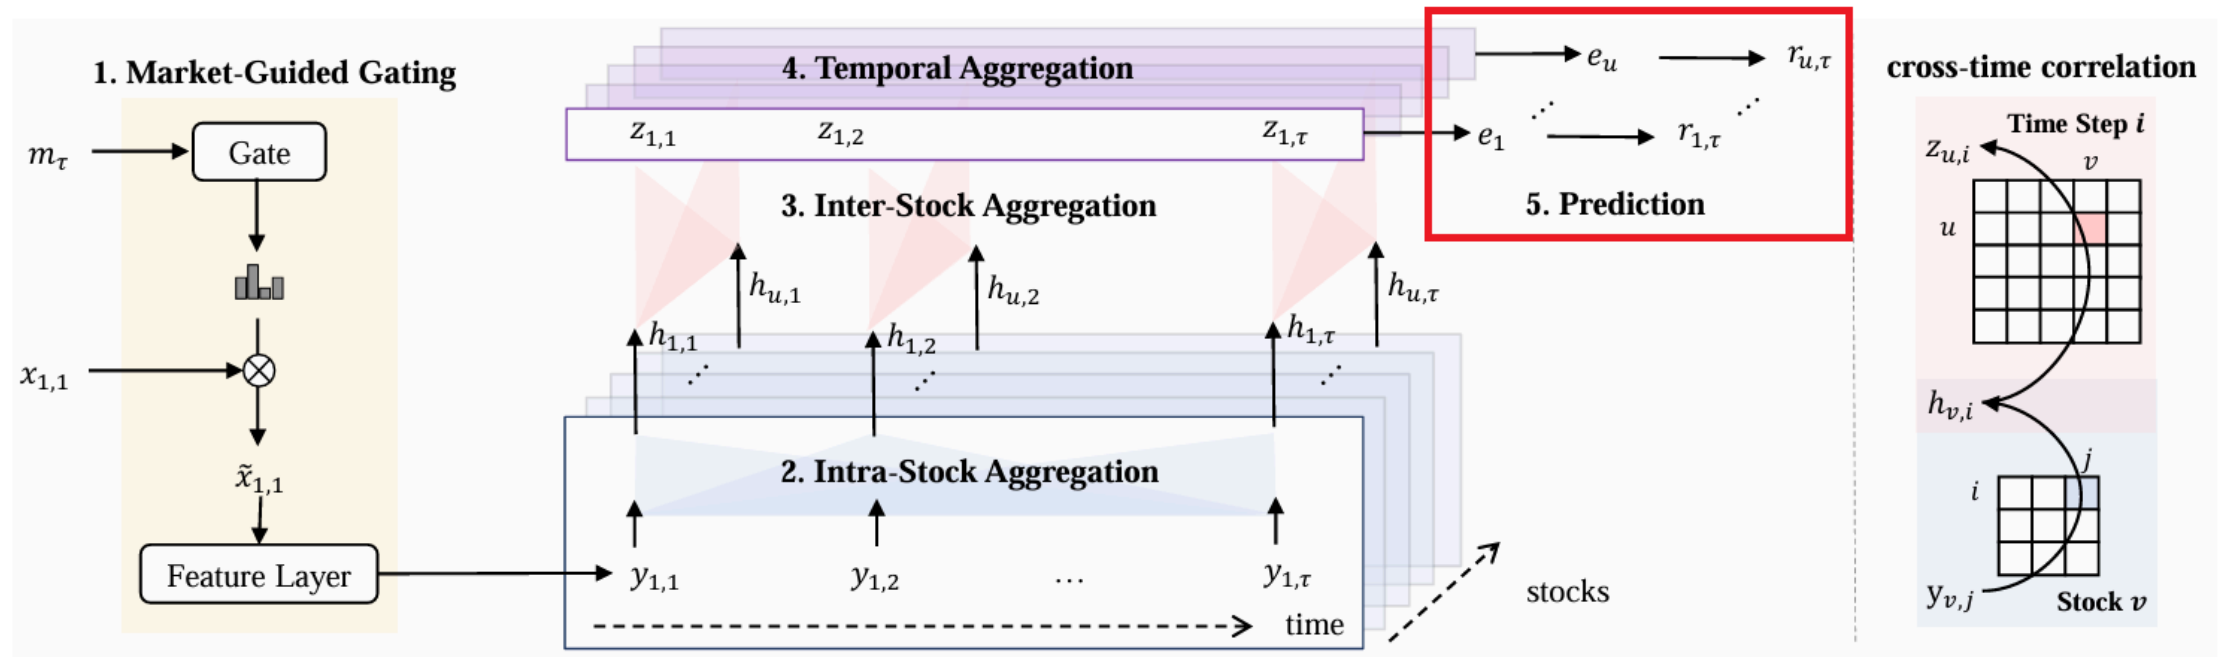 1. Market-Guided Gating
m_τ
Gate
x_{1,1}
x̃_{1,1}
Feature Layer
4. Temporal Aggregation
z_{1,1} z_{1,2} z_{1,τ}
3. Inter-Stock Aggregation
h_{u,1} h_{u,2} h_{u,τ}
h_{1,1} h_{1,2} h_{1,τ}
2. Intra-Stock Aggregation
y_{1,1} y_{1,2} ... y_{1,τ}
time
stocks
e_u r_{u,τ}
e_1 r_{1,τ}
5. Prediction
cross-time correlation
Time Step i
z_{u,i}
v
u
h_{v,i}
j
i
y_{v,j}
Stock v